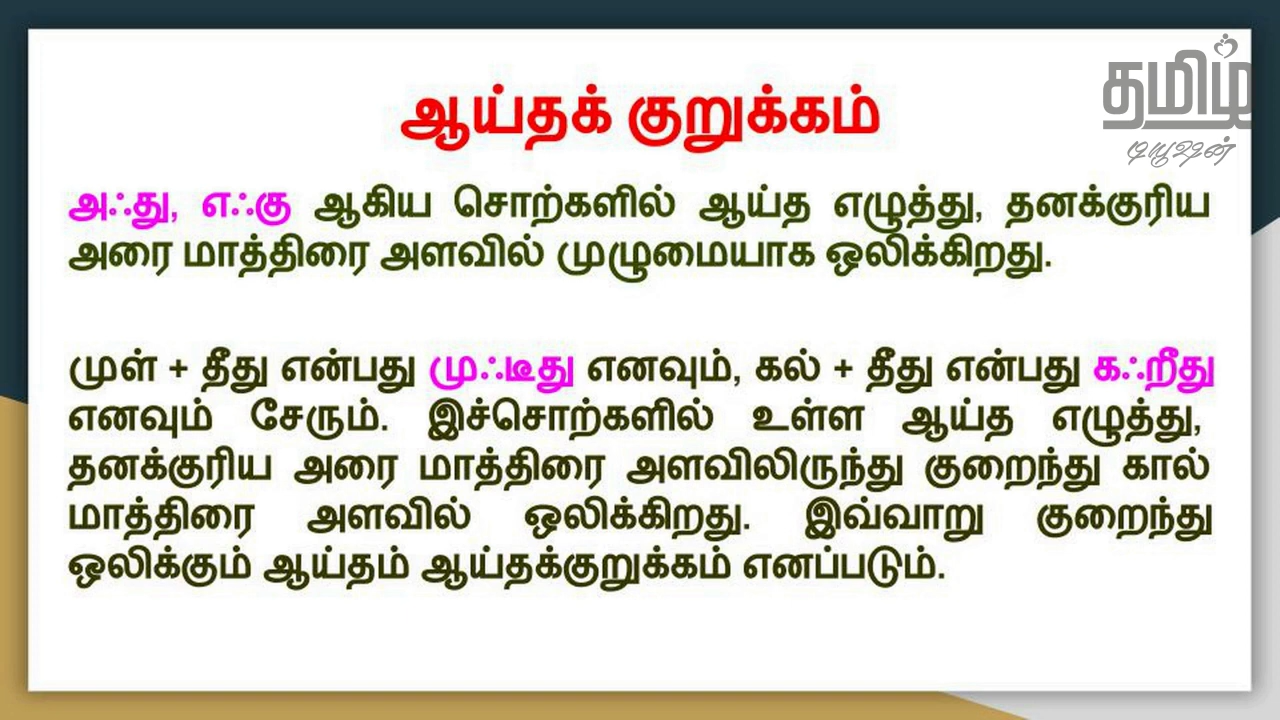 தமிழ்
டியூஷன்
ஆய்தக் குறுக்கம்
அஃது, எஃகு ஆகிய சொற்களில் ஆய்த எழுத்து, தனக்குரிய
அரை மாத்திரை அளவில் முழுமையாக ஒலிக்கிறது.
முள் + தீது என்பது முஃடீது எனவும், கல் + தீது என்பது கஃறீது
எனவும் சேரும். இச்சொற்களில் உள்ள ஆய்த எழுத்து,
தனக்குரிய அரை மாத்திரை அளவிலிருந்து குறைந்து கால்
மாத்திரை அளவில் ஒலிக்கிறது. இவ்வாறு குறைந்து
ஒலிக்கும் ஆய்தம் ஆய்தக்குறுக்கம் எனப்படும்.